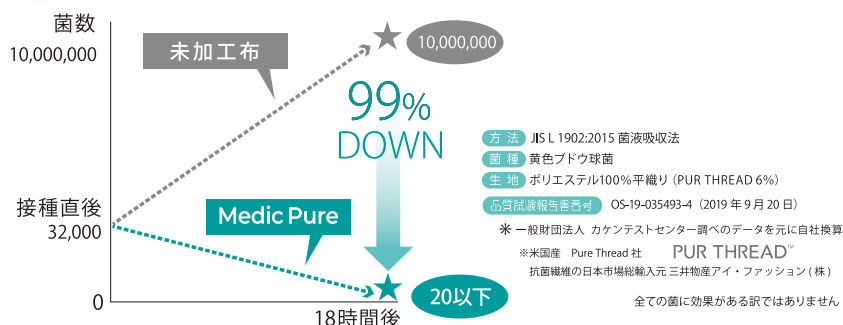 菌数
10,000,000
未加工布
10,000,000
99%
DOWN
接種直後
32,000
Medic Pure
0
18時間後
20以下
方法 JIS L 1902:2015 菌液吸収法
菌種 黄色ブドウ球菌
生地 ポリエステル100%平織り (PUR THREAD 6%)
品質試験報告書番号 OS-19-035493-4 (2019年9月20日)
＊一般財団法人 カケンテストセンター調べのデータを元に自社換算
※米国産 Pure Thread 社 PUR THREAD™
抗菌繊維の日本市場総輸入元 三井物産アイ・ファッション(株)
全ての菌に効果がある訳ではありません